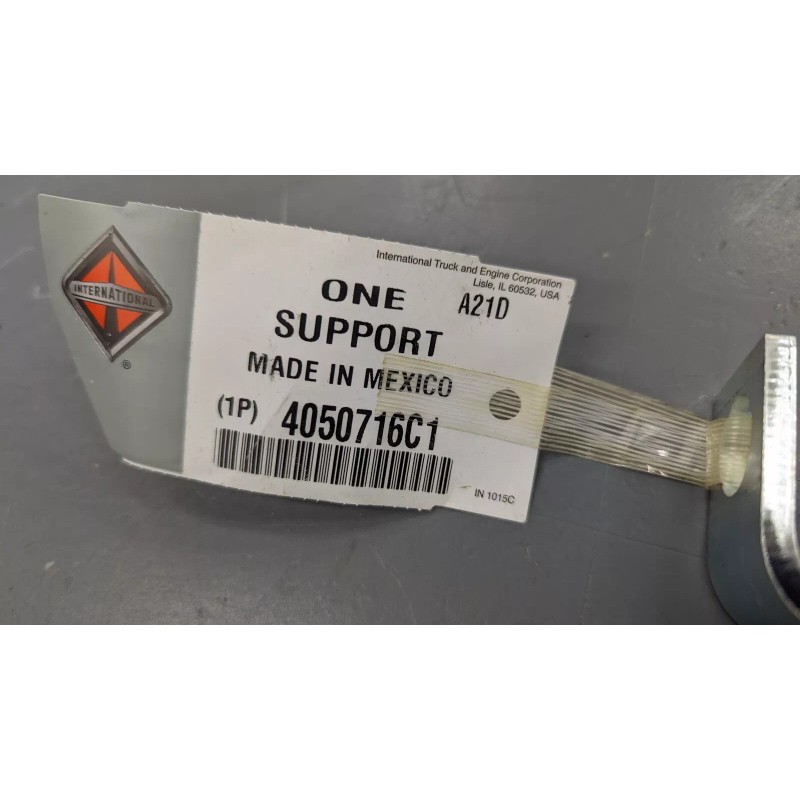 INTERNATIONAL
®
International Truck and Engine Corporation
Lisle, IL 60532, USA
ONE A21D
SUPPORT
MADE IN MEXICO
(1P) 4050716C1
IN 1015C